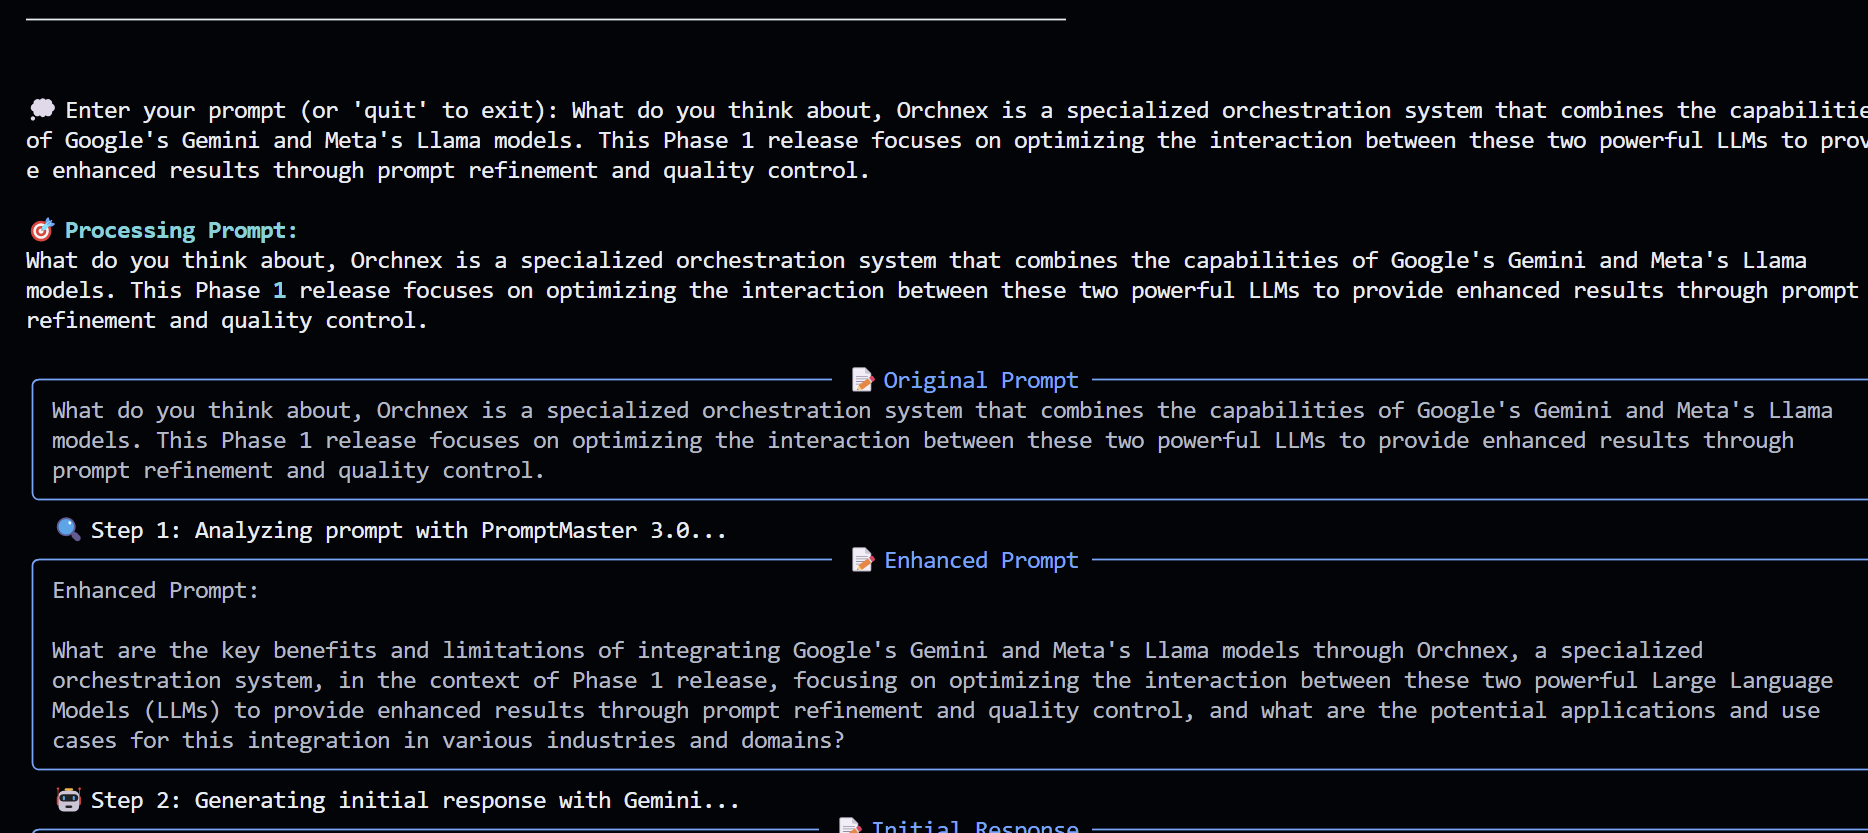 Enter your prompt (or 'quit' to exit): What do you think about, Orchnex is a specialized orchestration system that combines the
of Google's Gemini and Meta's Llama models. This Phase 1 release focuses on optimizing the interaction between these two powerful LLMs to
e enhanced results through prompt refinement and quality control.
Processing Prompt:
What do you think about, Orchnex is a specialized orchestration system that combines the capabilities of Google's Gemini and Meta's Llama
models. This Phase 1 release focuses on optimizing the interaction between these two powerful LLMs to provide enhanced results through prompt
refinement and quality control.
Original Prompt
What do you think about, Orchnex is a specialized orchestration system that combines the capabilities of Google's Gemini and Meta's Llama
models. This Phase 1 release focuses on optimizing the interaction between these two powerful LLMs to provide enhanced results through
prompt refinement and quality control.
Step 1: Analyzing prompt with PromptMaster 3.0...
Enhanced Prompt
Enhanced Prompt:
What are the key benefits and limitations of integrating Google's Gemini and Meta's Llama models through Orchnex, a specialized
orchestration system, in the context of Phase 1 release, focusing on optimizing the interaction between these two powerful Large Language
Models (LLMs) to provide enhanced results through prompt refinement and quality control, and what are the potential applications and use
cases for this integration in various industries and domains?
Step 2: Generating initial response with Gemini...
Initial Response